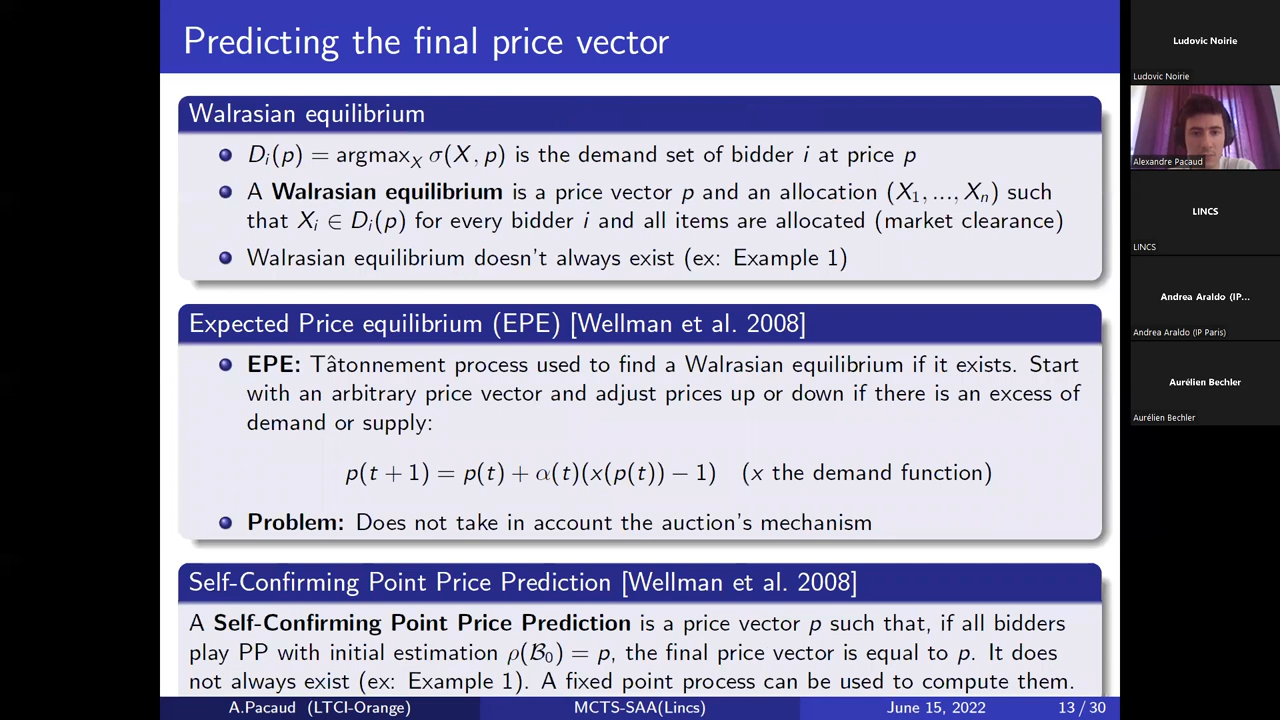 Predicting the final price vector
Walrasian equilibrium
Dᵢ(p) = argmax_X σ(X, p) is the demand set of bidder i at price p
A Walrasian equilibrium is a price vector p and an allocation (X₁, ..., Xₙ) such
that Xᵢ ∈ Dᵢ(p) for every bidder i and all items are allocated (market clearance)
Walrasian equilibrium doesn't always exist (ex: Example 1)
Expected Price equilibrium (EPE) [Wellman et al. 2008]
EPE: Tâtonnement process used to find a Walrasian equilibrium if it exists. Start
with an arbitrary price vector and adjust prices up or down if there is an excess of
demand or supply:
p(t + 1) = p(t) + α(t)(x(p(t)) − 1) (x the demand function)
Problem: Does not take in account the auction's mechanism
Self-Confirming Point Price Prediction [Wellman et al. 2008]
A Self-Confirming Point Price Prediction is a price vector p such that, if all bidders
play PP with initial estimation ρ(ℬ₀) = p, the final price vector is equal to p. It does
not always exist (ex: Example 1). A fixed point process can be used to compute them.
A.Pacaud (LTCI-Orange) MCTS-SAA(Lincs) June 15, 2022 13 / 30
Ludovic Noirie
Ludovic Noirie
Alexandre Pacaud
LINCS
LINCS
Andrea Araldo (IP...
Andrea Araldo (IP Paris)
Aurélien Bechler
Aurélien Bechler